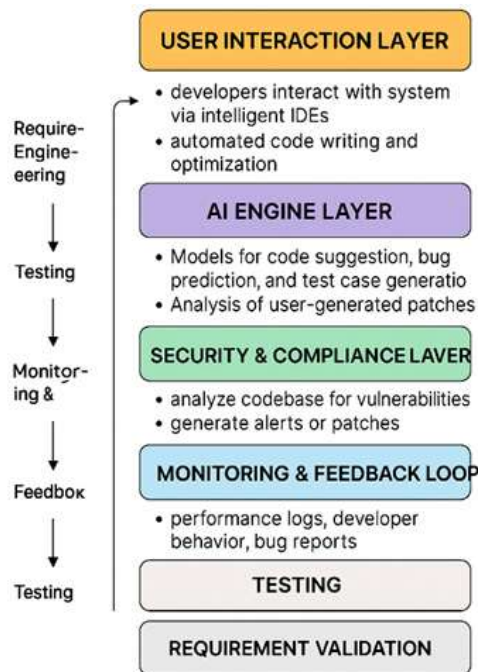 USER INTERACTION LAYER
• developers interact with system
via intelligent IDEs
• automated code writing and
optimization
AI ENGINE LAYER
• Models for code suggestion, bug
prediction, and test case generatio
• Analysis of user-generated patches
SECURITY & COMPLIANCE LAVER
• analyze codebase for vulnerabilities
• generate alerts or patches
MONITORING & FEEDBACK LOOP
• performance logs, developer
behavior, bug reports
TESTING
REQUIREMENT VALIDATION
Require-
Engine-
eering
Testing
Monitor-
ing &
Feedbox
Testing